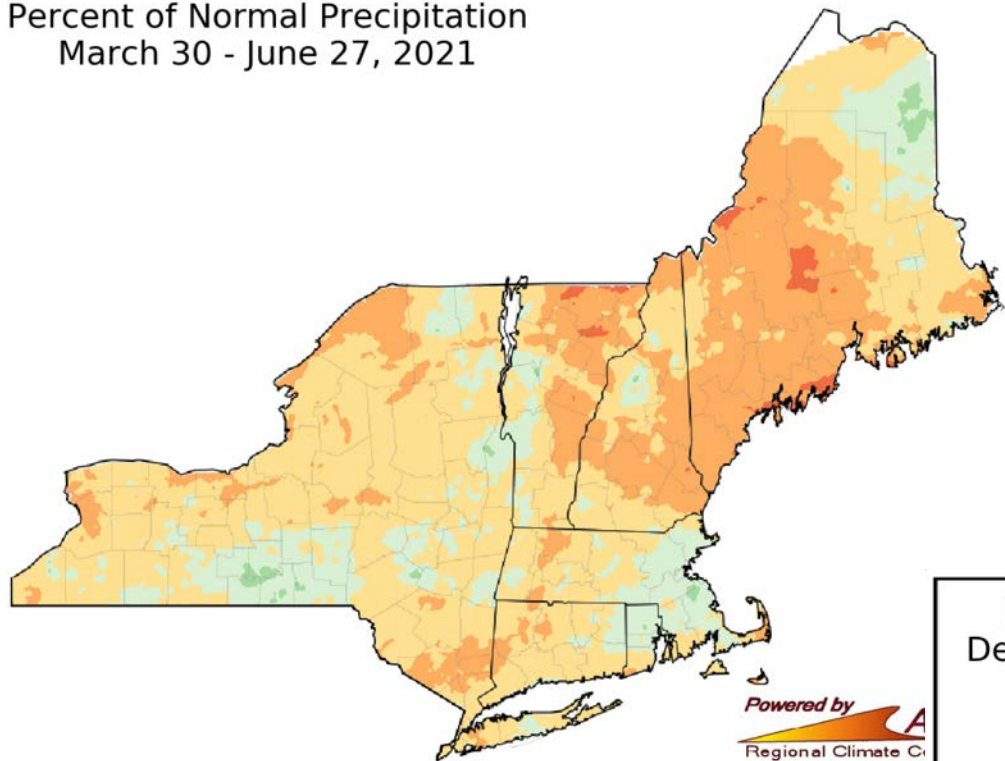 Percent of Normal Precipitation
March 30 - June 27, 2021
De
Powered by
A
Regional Climate C